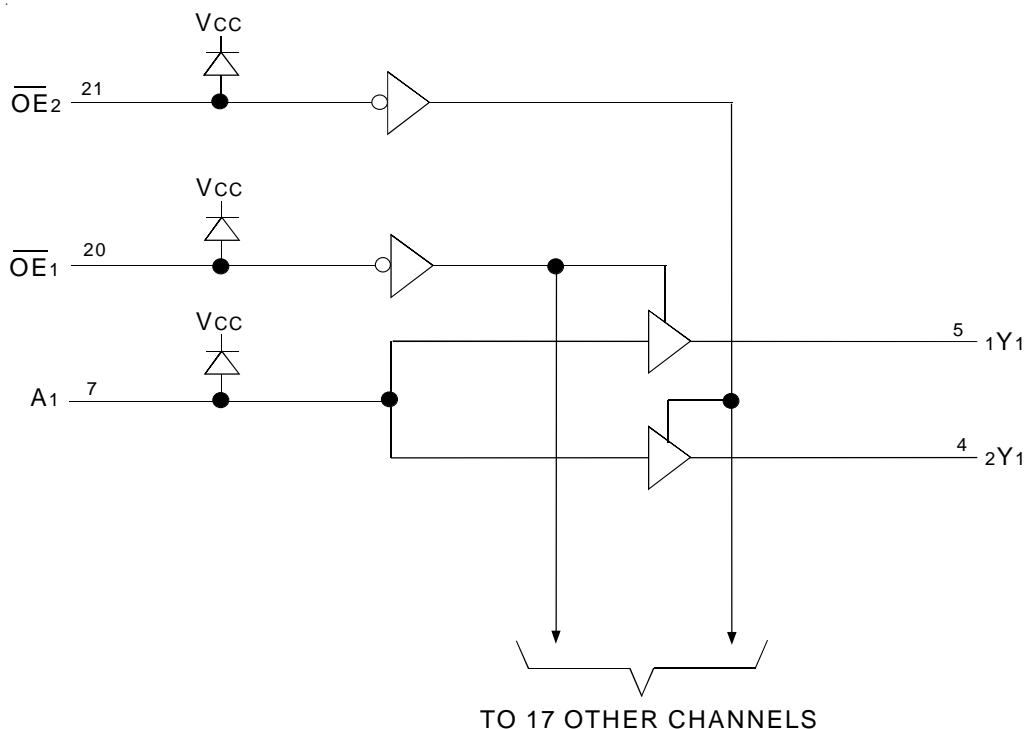 VCC
OE2 21
VCC
OE1 20
VCC
5 1Y1
A1 7
4 2Y1
TO 17 OTHER CHANNELS